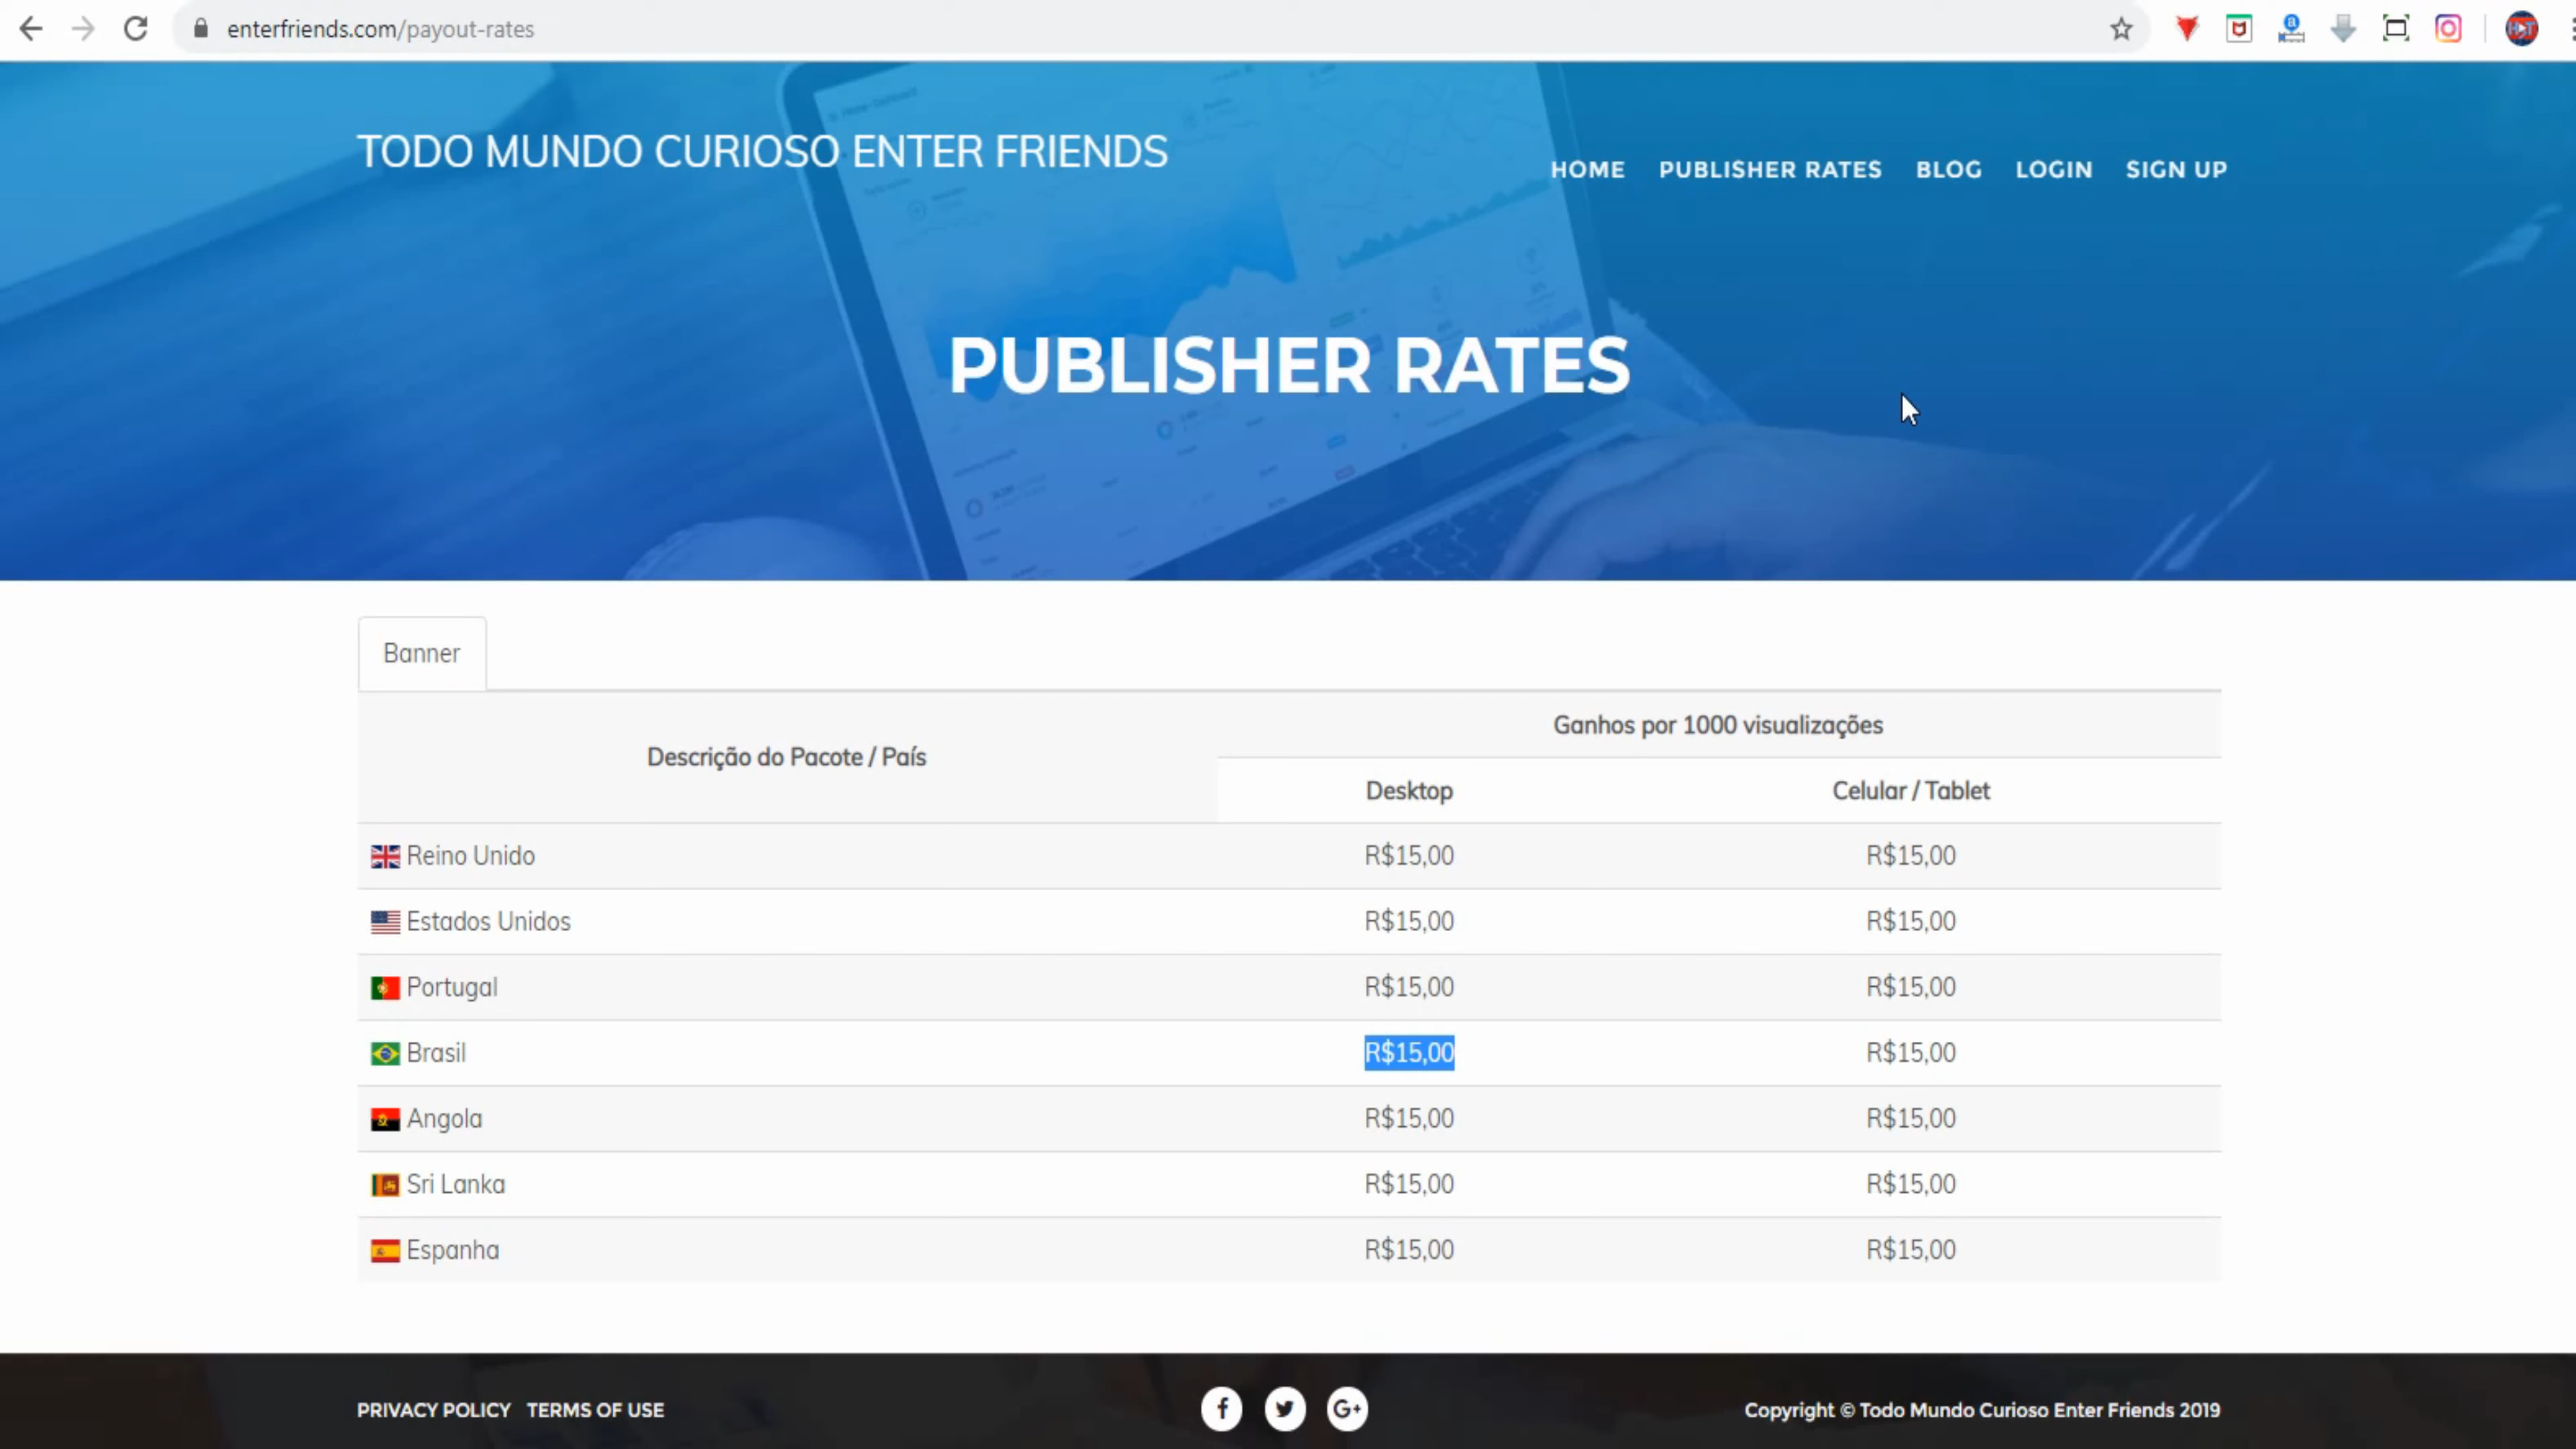 enterfriends.com/payout-rates
TODO MUNDO CURIOSO ENTER FRIENDS
HOME PUBLISHER RATES BLOG LOGIN SIGN UP
PUBLISHER RATES
Banner
Descrição do Pacote / País
Ganhos por 1000 visualizações
Desktop Celular / Tablet
Reino Unido R$15,00 R$15,00
Estados Unidos R$15,00 R$15,00
Portugal R$15,00 R$15,00
Brasil R$15,00 R$15,00
Angola R$15,00 R$15,00
Sri Lanka R$15,00 R$15,00
Espanha R$15,00 R$15,00
PRIVACY POLICY TERMS OF USE
G+
Copyright © Todo Mundo Curioso Enter Friends 2019